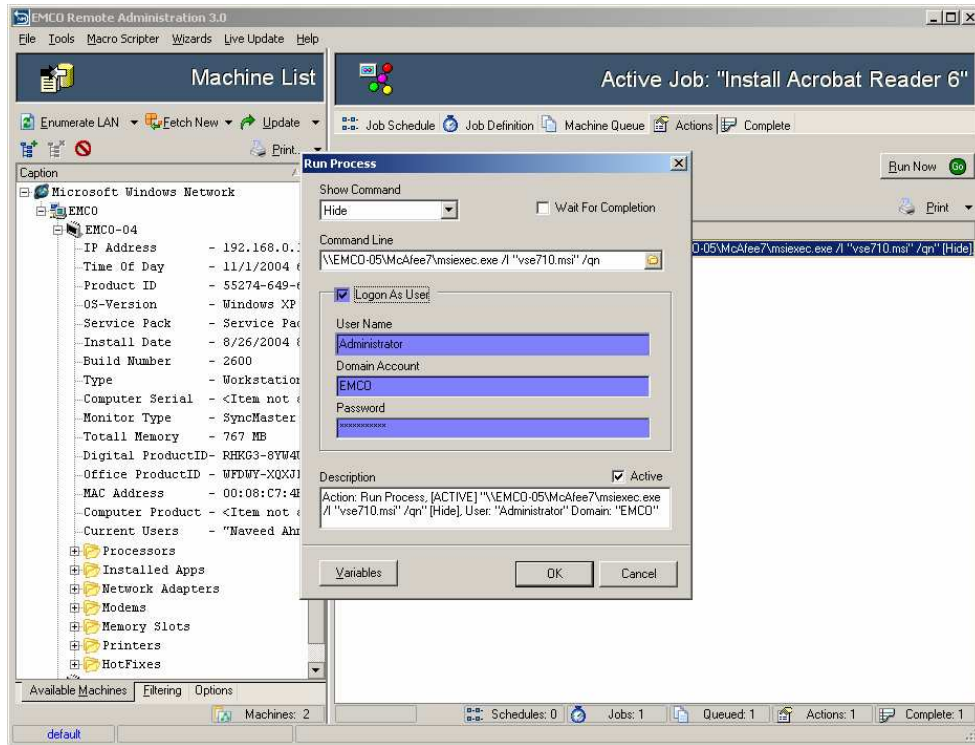 EMCO Remote Administration 3.0
File Tools Macro Scripter Wizards Live Update Help
Machine List
Active Job: "Install Acrobat Reader 6"
Enumerate LAN Fetch New Update
Job Schedule Job Definition Machine Queue Actions Complete
Print..
Run Now Go
Caption
Print
Microsoft Windows Network
EMCO
EMCO-04
IP Address - 192.168.0.
Time Of Day - 11/1/2004
Product ID - 55274-649-
OS-Version - Windows XP
Service Pack - Service Pa
Install Date - 8/26/2004
Build Number - 2600
Type - Workstation
Computer Serial - <Item not
Monitor Type - SyncMaster
Totall Memory - 767 MB
Digital ProductID- RHKG3-8YW4
Office ProductID - WFDWY-XQXJ
MAC Address - 00:08:C7:4
Computer Product - <Item not
Current Users - "Naveed Ah
Processors
Installed Apps
Network Adapters
Modems
Memory Slots
Printers
HotFixes
Available Machines Filtering Options
Machines: 2
default
Run Process
Show Command
Hide
Wait For Completion
Command Line
\\EMCO-05\McAfee7\msiexec.exe /I "vse710.msi" /qn
Logon As User
User Name
Administrator
Domain Account
EMCO
Password
***********
Description
Active
Action: Run Process, [ACTIVE] "\\EMCO-05\McAfee7\msiexec.exe
/I "vse710.msi" /qn" [Hide], User: "Administrator" Domain: "EMCO"
Variables OK Cancel
0-05\McAfee7\msiexec.exe /I "vse710.msi" /qn" [Hide]
Schedules: 0 Jobs: 1 Queued: 1 Actions: 1 Complete: 1